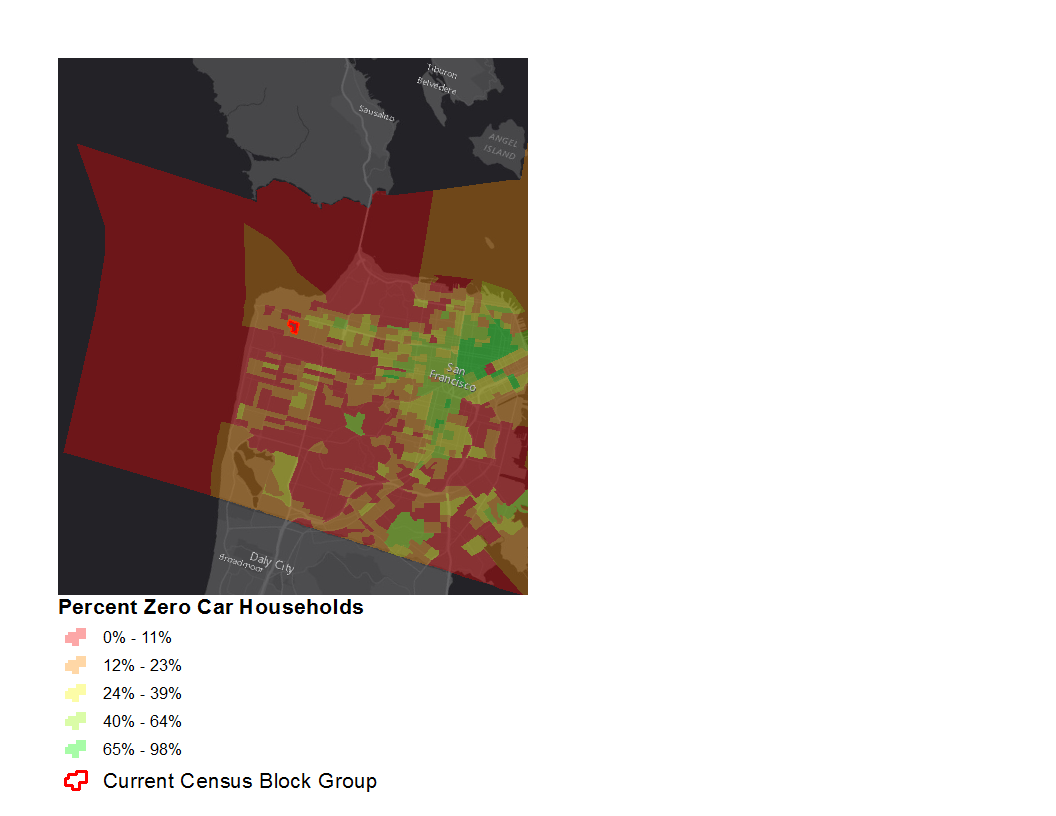 Tiburon
Belvedere
Sausalito
ANGEL
ISLAND
San
Francisco
Daly City
Broadmoor
Percent Zero Car Households
0% - 11%
12% - 23%
24% - 39%
40% - 64%
65% - 98%
Current Census Block Group